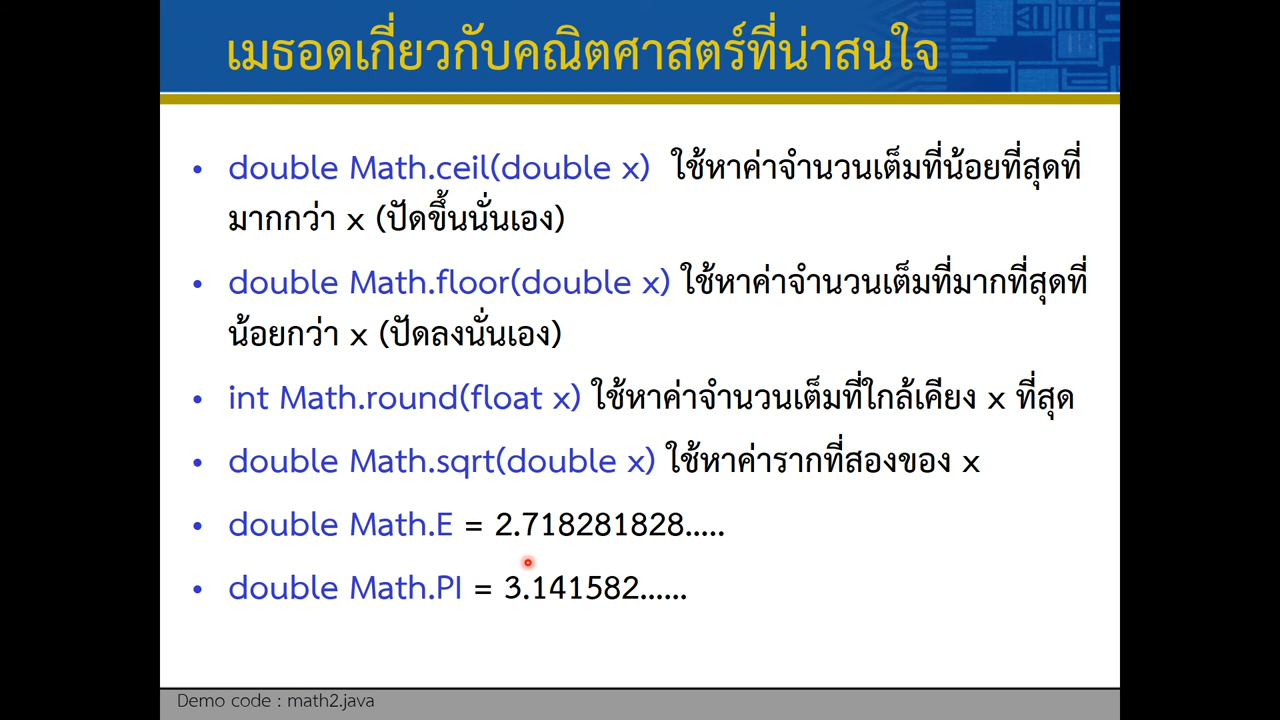 เมธอดเกี่ยวกับคณิตศาสตร์ที่น่าสนใจ
• double Math.ceil(double x) ใช้หาค่าจำนวนเต็มที่น้อยที่สุดที่
มากกว่า x (ปัดขึ้นนั่นเอง)
• double Math.floor(double x) ใช้หาค่าจำนวนเต็มที่มากที่สุดที่
น้อยกว่า x (ปัดลงนั่นเอง)
• int Math.round(float x) ใช้หาค่าจำนวนเต็มที่ใกล้เคียง x ที่สุด
• double Math.sqrt(double x) ใช้หาค่ารากที่สองของ x
• double Math.E = 2.718281828.....
• double Math.PI = 3.141582......
Demo code : math2.java